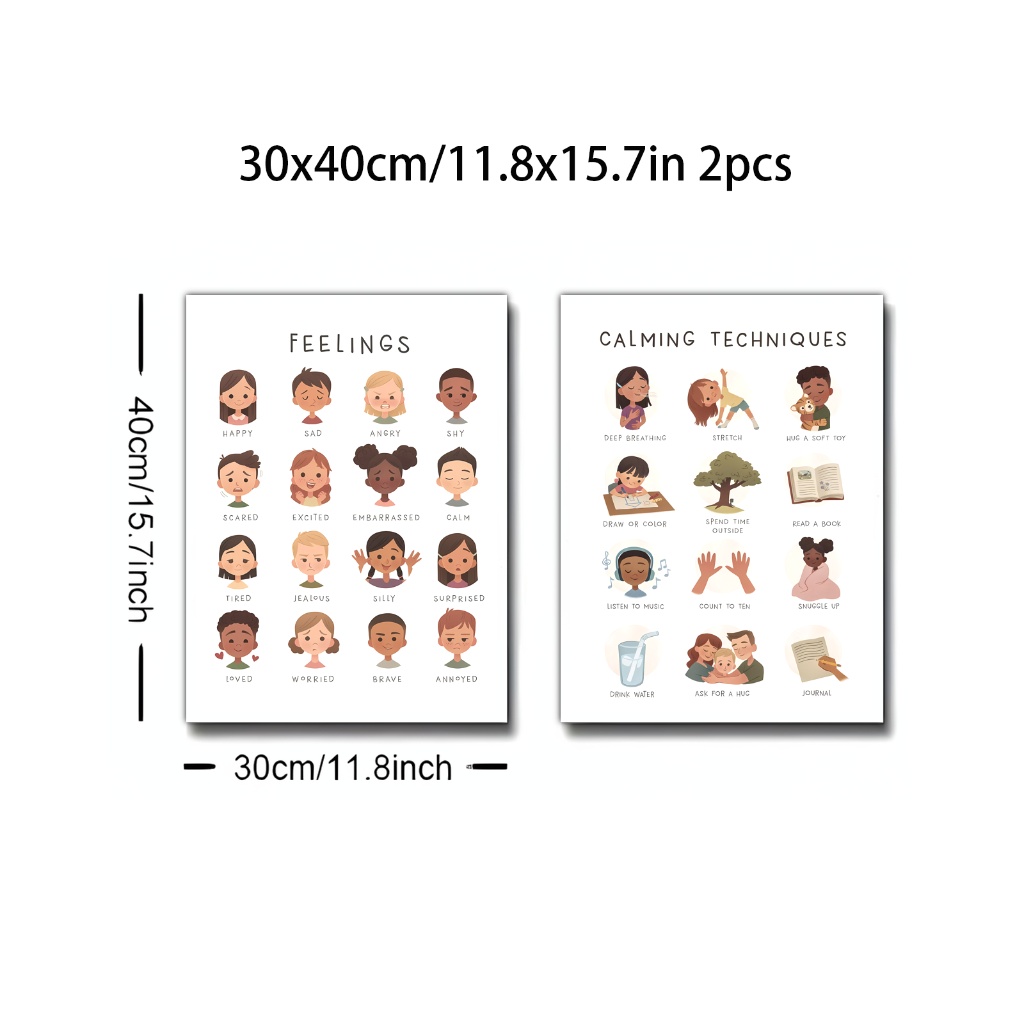 30x40cm/11.8x15.7in 2pcs
40cm/15.7inch
FEELINGS
HAPPY
SAD
ANGRY
SHY
SCARED
EXCITED
EMBARRASSED
CALM
TIRED
JEALOUS
SILLY
SURPRISED
LOVED
WORRIED
BRAVE
ANNOYED
CALMING TECHNIQUES
DEEP BREATHING
STRETCH
HUG A SOFT TOY
DRAW OR COLOR
SPEND TIME
OUTSIDE
READ A BOOK
LISTEN TO MUSIC
COUNT TO TEN
SNUGGLE UP
DRINK WATER
ASK FOR A HUG
JOURNAL
30cm/11.8inch